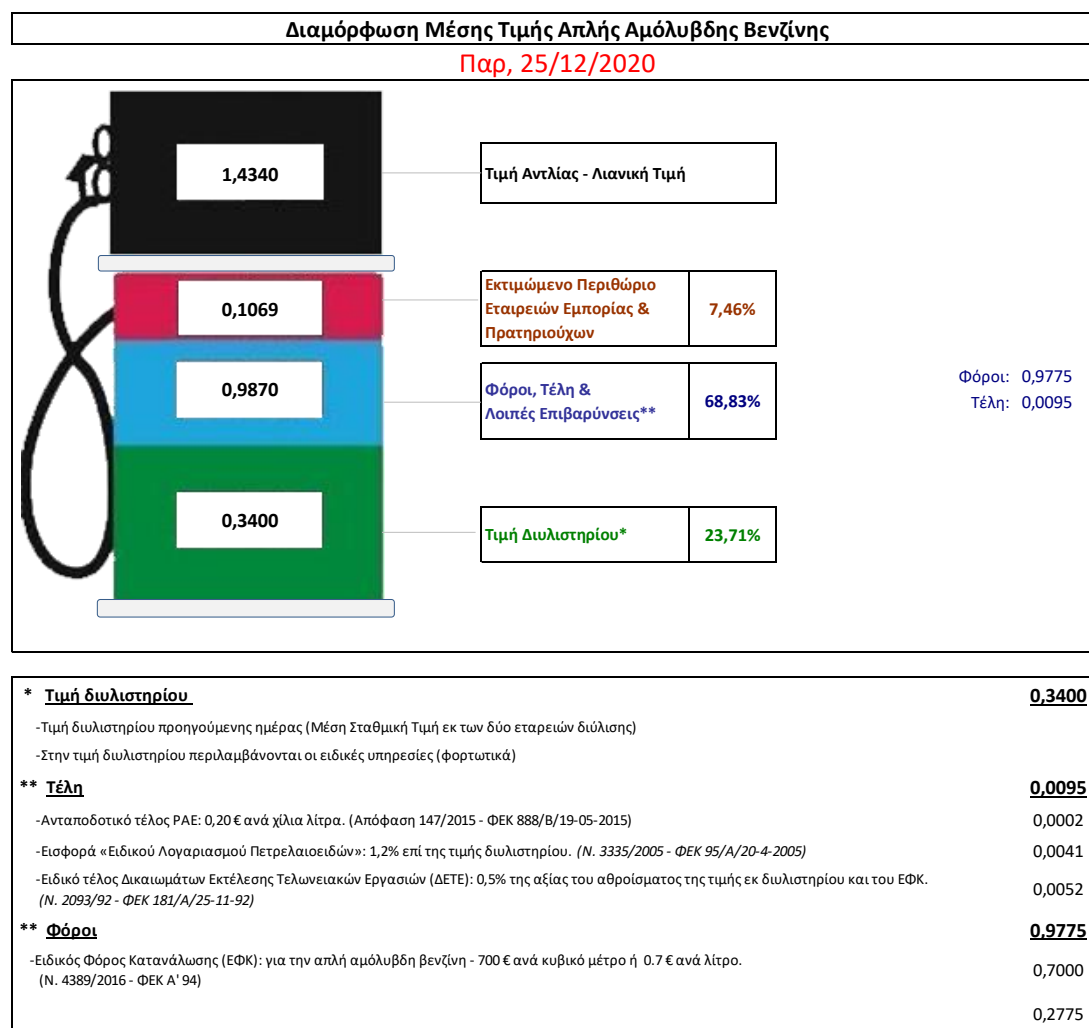 Διαμόρφωση Μέσης Τιμής Απλής Αμόλυβδης Βενζίνης
Παρ, 25/12/2020
1,4340
Τιμή Αντλίας - Λιανική Τιμή
0,1069
Εκτιμώμενο Περιθώριο
Εταιρειών Εμπορίας &
Πρατηριούχων
7,46%
0,9870
Φόροι, Τέλη &
Λοιπές Επιβαρύνσεις**
68,83%
Φόροι: 0,9775
Τέλη: 0,0095
0,3400
Τιμή Διυλιστηρίου*
23,71%
* Τιμή διυλιστηρίου 0,3400
-Τιμή διυλιστηρίου προηγούμενης ημέρας (Μέση Σταθμική Τιμή εκ των δύο εταρειών διύλισης)
-Στην τιμή διυλιστηρίου περιλαμβάνονται οι ειδικές υπηρεσίες (φορτωτικά)
** Τέλη 0,0095
-Ανταποδοτικό τέλος ΡΑΕ: 0,20 € ανά χίλια λίτρα. (Απόφαση 147/2015 - ΦΕΚ 888/Β/19-05-2015) 0,0002
-Εισφορά «Ειδικού Λογαριασμού Πετρελαιοειδών»: 1,2% επί της τιμής διυλιστηρίου. (Ν. 3335/2005 - ΦΕΚ 95/Α/20-4-2005) 0,0041
-Ειδικό τέλος Δικαιωμάτων Εκτέλεσης Τελωνειακών Εργασιών (ΔΕΤΕ): 0,5% της αξίας του αθροίσματος της τιμής εκ διυλιστηρίου και του ΕΦΚ.
(Ν. 2093/92 - ΦΕΚ 181/Α/25-11-92) 0,0052
** Φόροι 0,9775
-Ειδικός Φόρος Κατανάλωσης (ΕΦΚ): για την απλή αμόλυβδη βενζίνη - 700 € ανά κυβικό μέτρο ή 0.7 € ανά λίτρο.
(Ν. 4389/2016 - ΦΕΚ Α' 94) 0,7000
0,2775